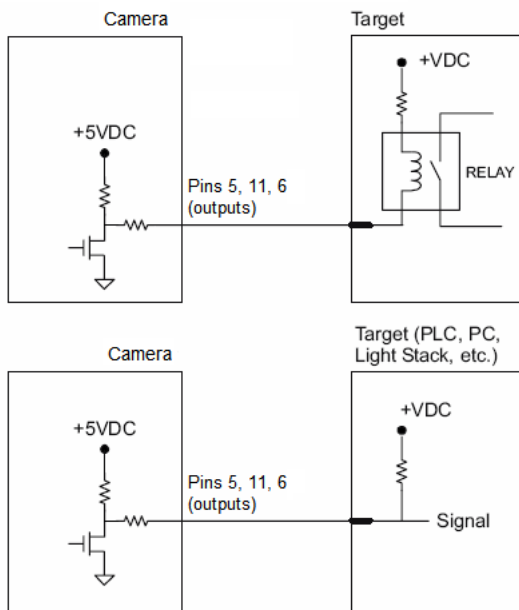 Camera
Target
+VDC
+5VDC
RELAY
Pins 5, 11, 6
(outputs)
Camera
Target (PLC, PC,
Light Stack, etc.)
+VDC
+5VDC
Pins 5, 11, 6
(outputs)
Signal